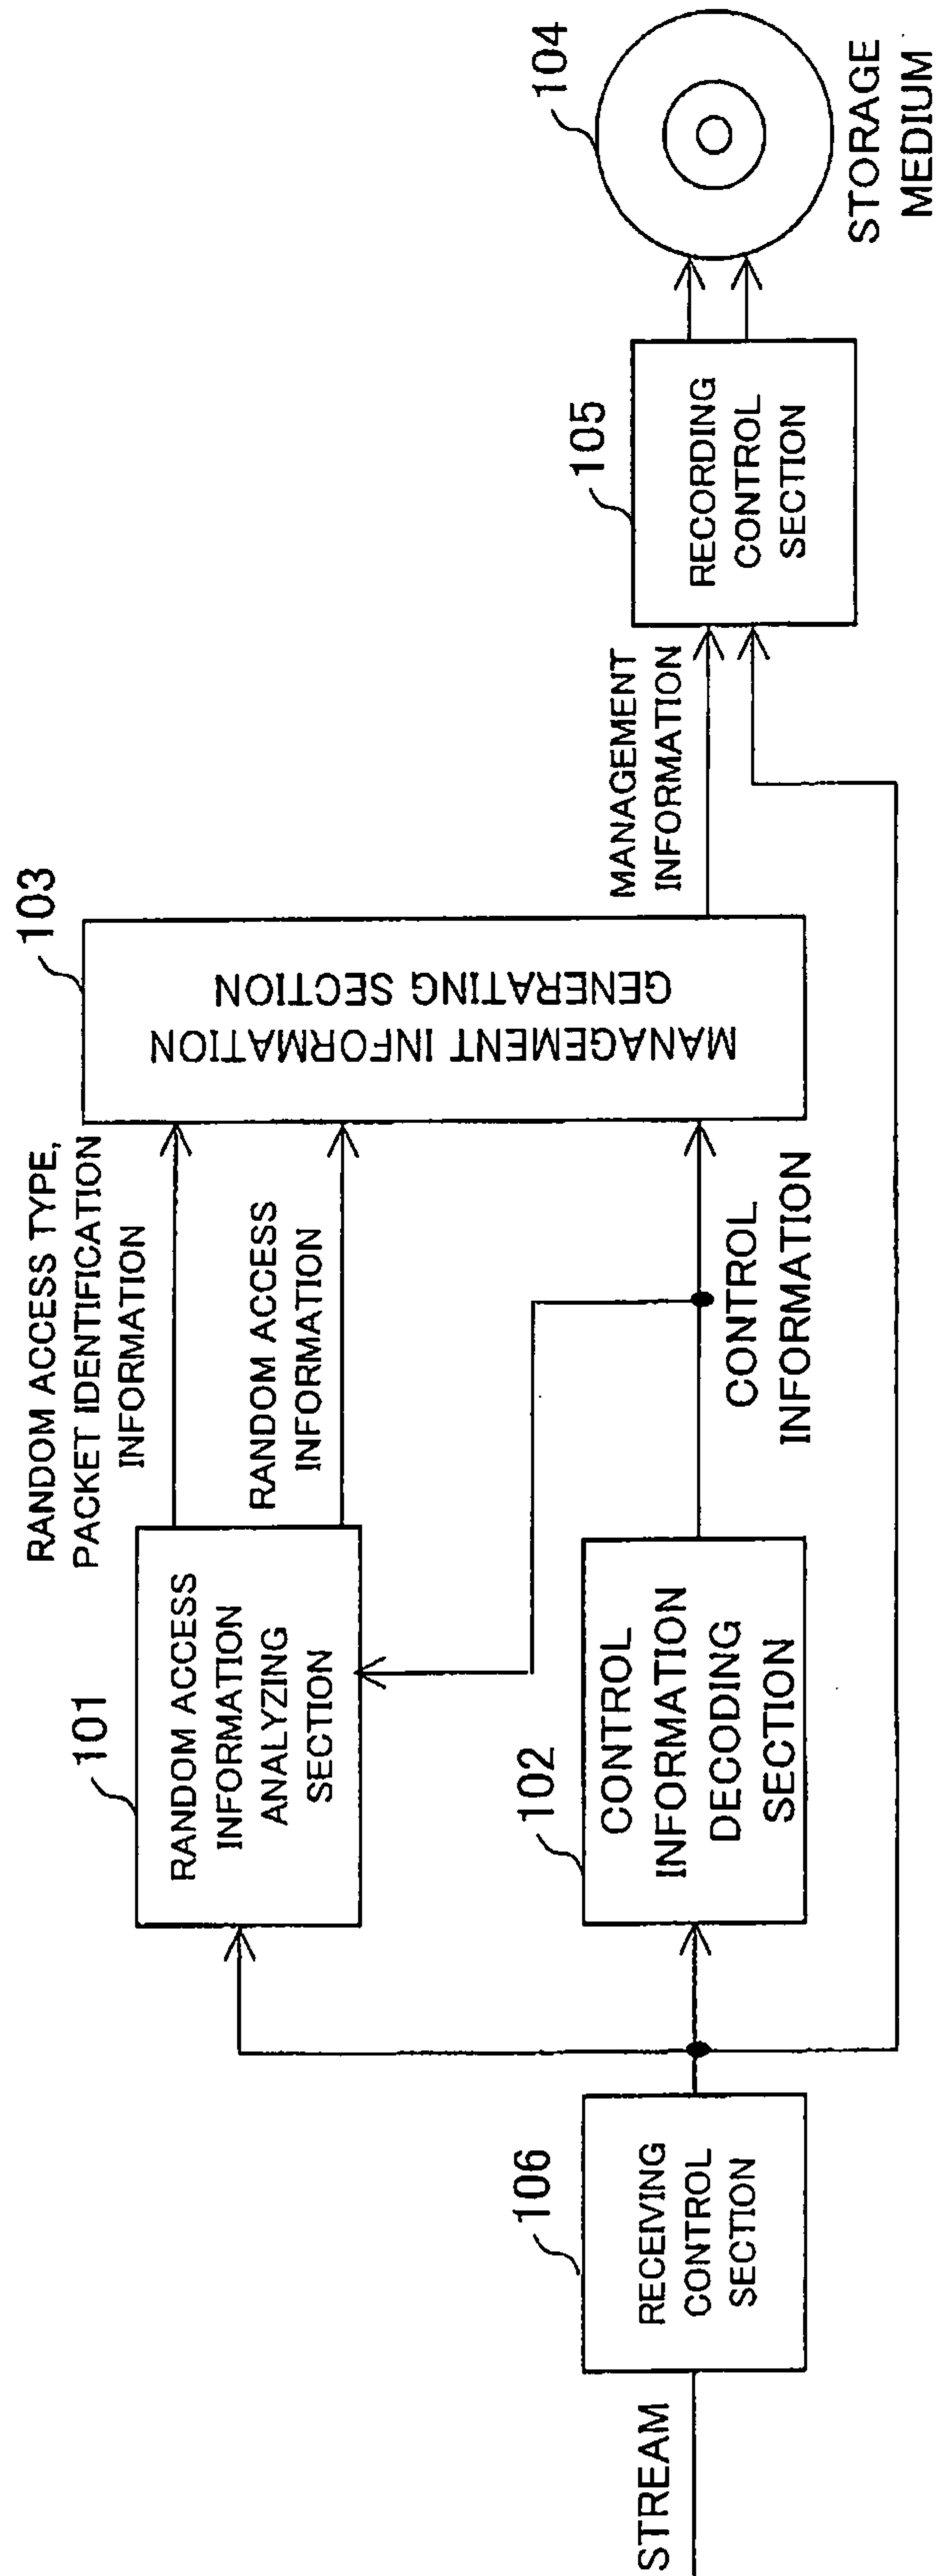 STREAM
106
RECEIVING
CONTROL
SECTION
101
RANDOM ACCESS
INFORMATION
ANALYZING
SECTION
102
CONTROL
INFORMATION
DECODING
SECTION
RANDOM ACCESS TYPE,
PACKET IDENTIFICATION
INFORMATION
RANDOM ACCESS
INFORMATION
CONTROL
INFORMATION
103
MANAGEMENT INFORMATION
GENERATING SECTION
MANAGEMENT
INFORMATION
105
RECORDING
CONTROL
SECTION
104
STORAGE
MEDIUM